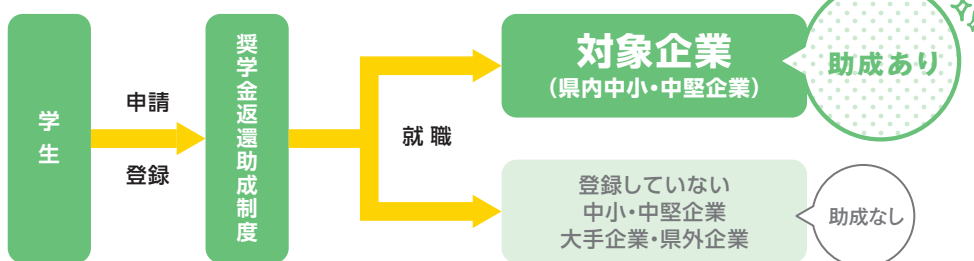 学生
申請
登録
奨学金返還助成制度
就職
対象企業
（県内中小・中堅企業）
助成あり
登録していない
中小・中堅企業
大手企業・県外企業
助成なし